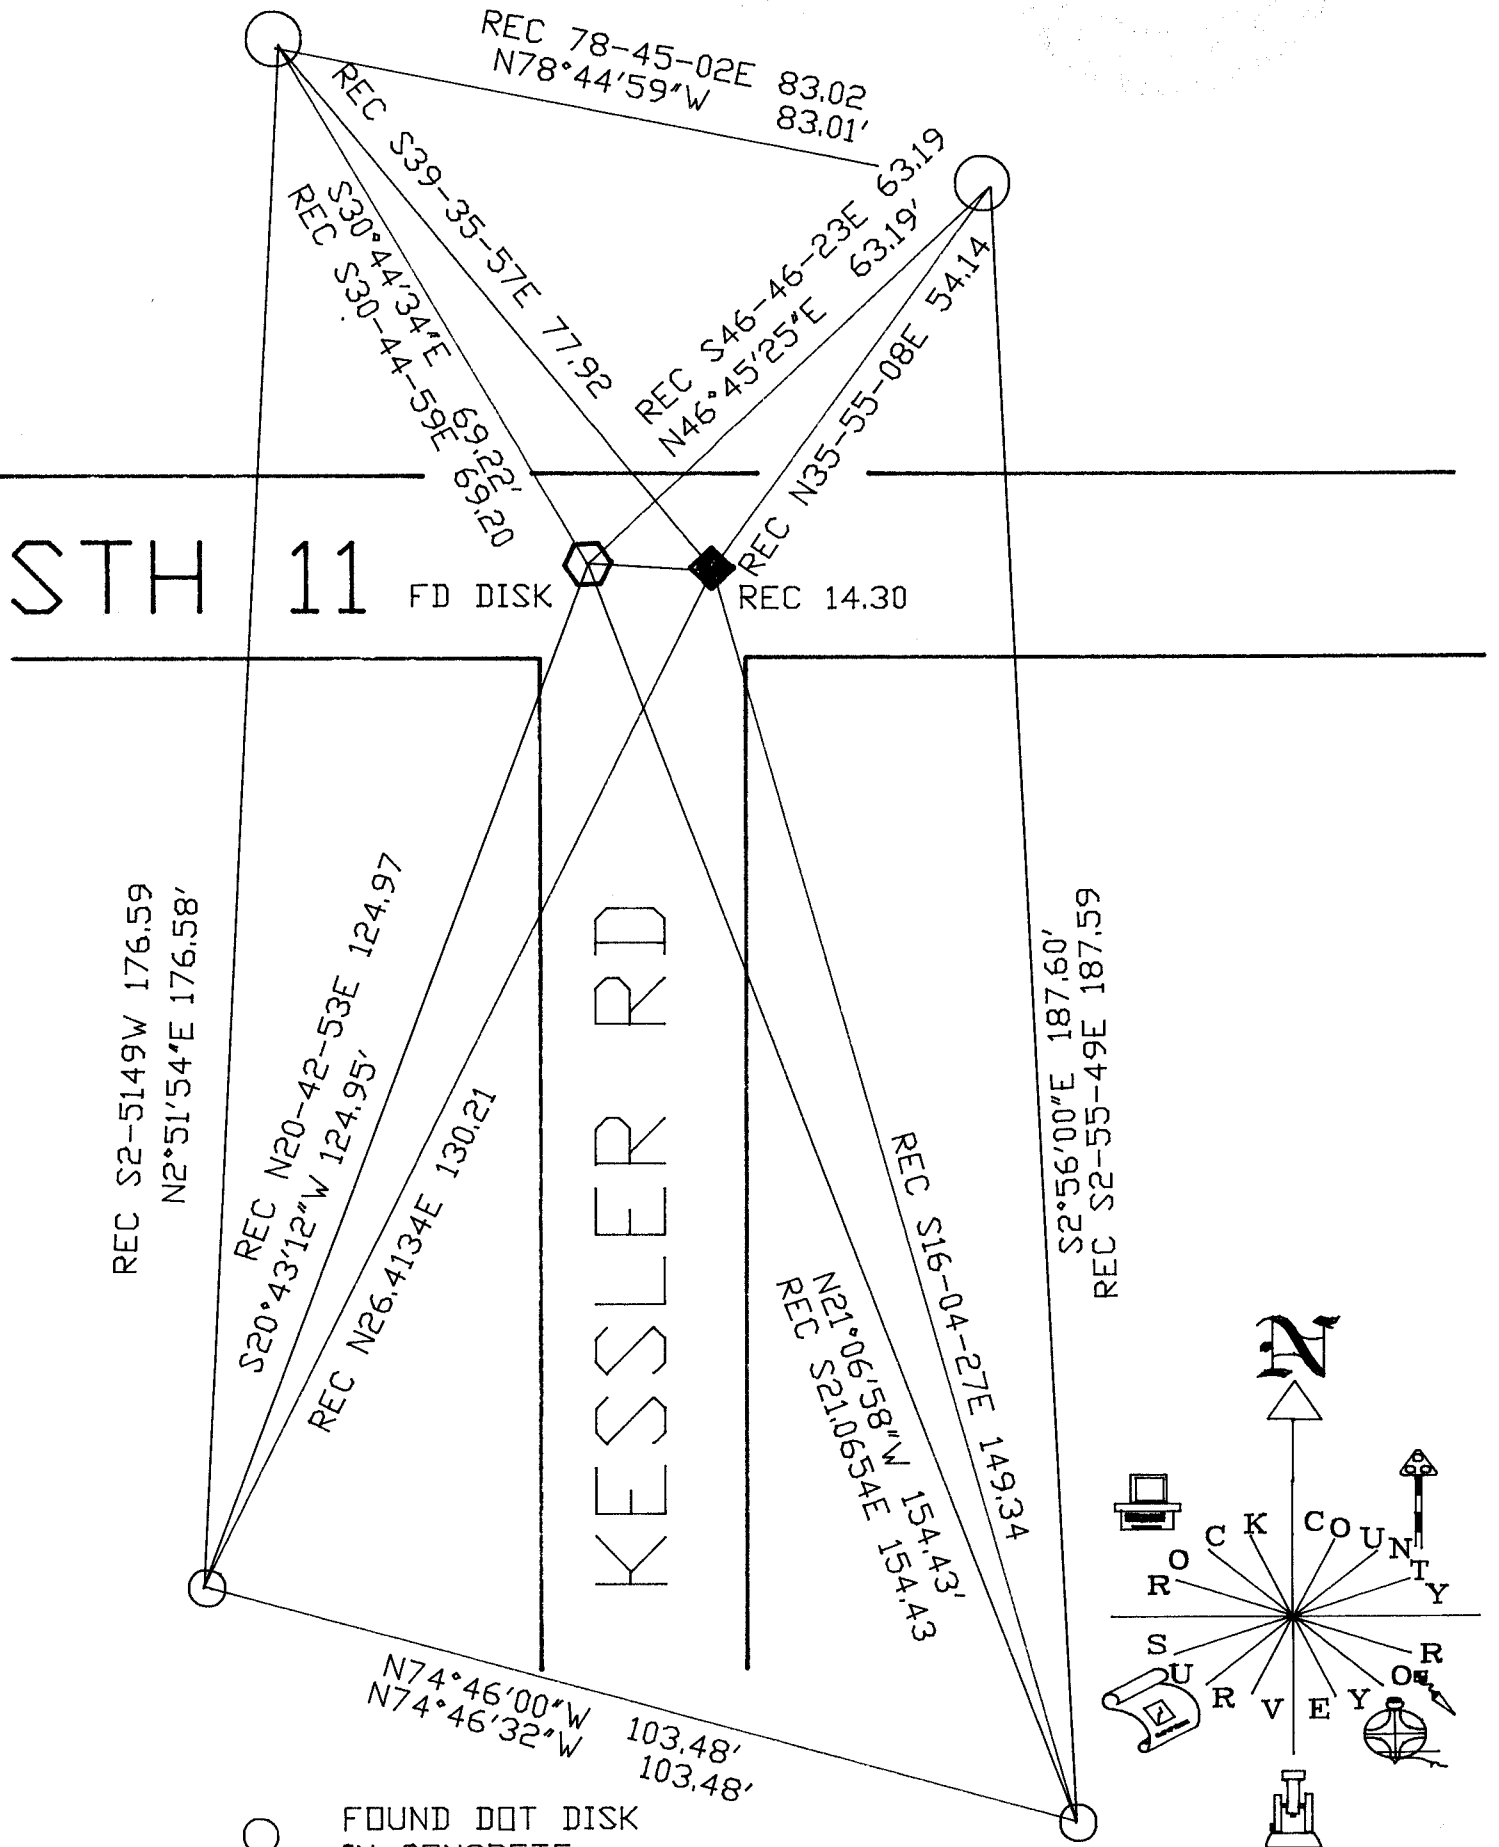 REC 78-45-02E 83.02
N78°44'59"W 83.01'
REC S39-35-57E 77.92
S30°44'34"E 69.22'
REC S30-44-59E 69.20
REC S46-46-23E 63.19
N46°45'25"E 63.19'
REC N35-55-08E 54.14
STH 11
FD DISK
REC 14.30
REC S2-5149W 176.59
N2°51'54"E 176.58'
REC N20-42-53E 124.97
S20°43'12"W 124.95'
REC N26.4134E 130.21
KESSLER RD
REC S16-04-27E 149.34
N21°06'58"W 154.43'
REC S21.0654E 154.43
S2°56'00"E 187.60'
REC S2-55-49E 187.59
N74°46'00"W 103.48'
N74°46'32"W 103.48'
N
ROCK COUNTY
SURVEYOR
FOUND DOT DISK